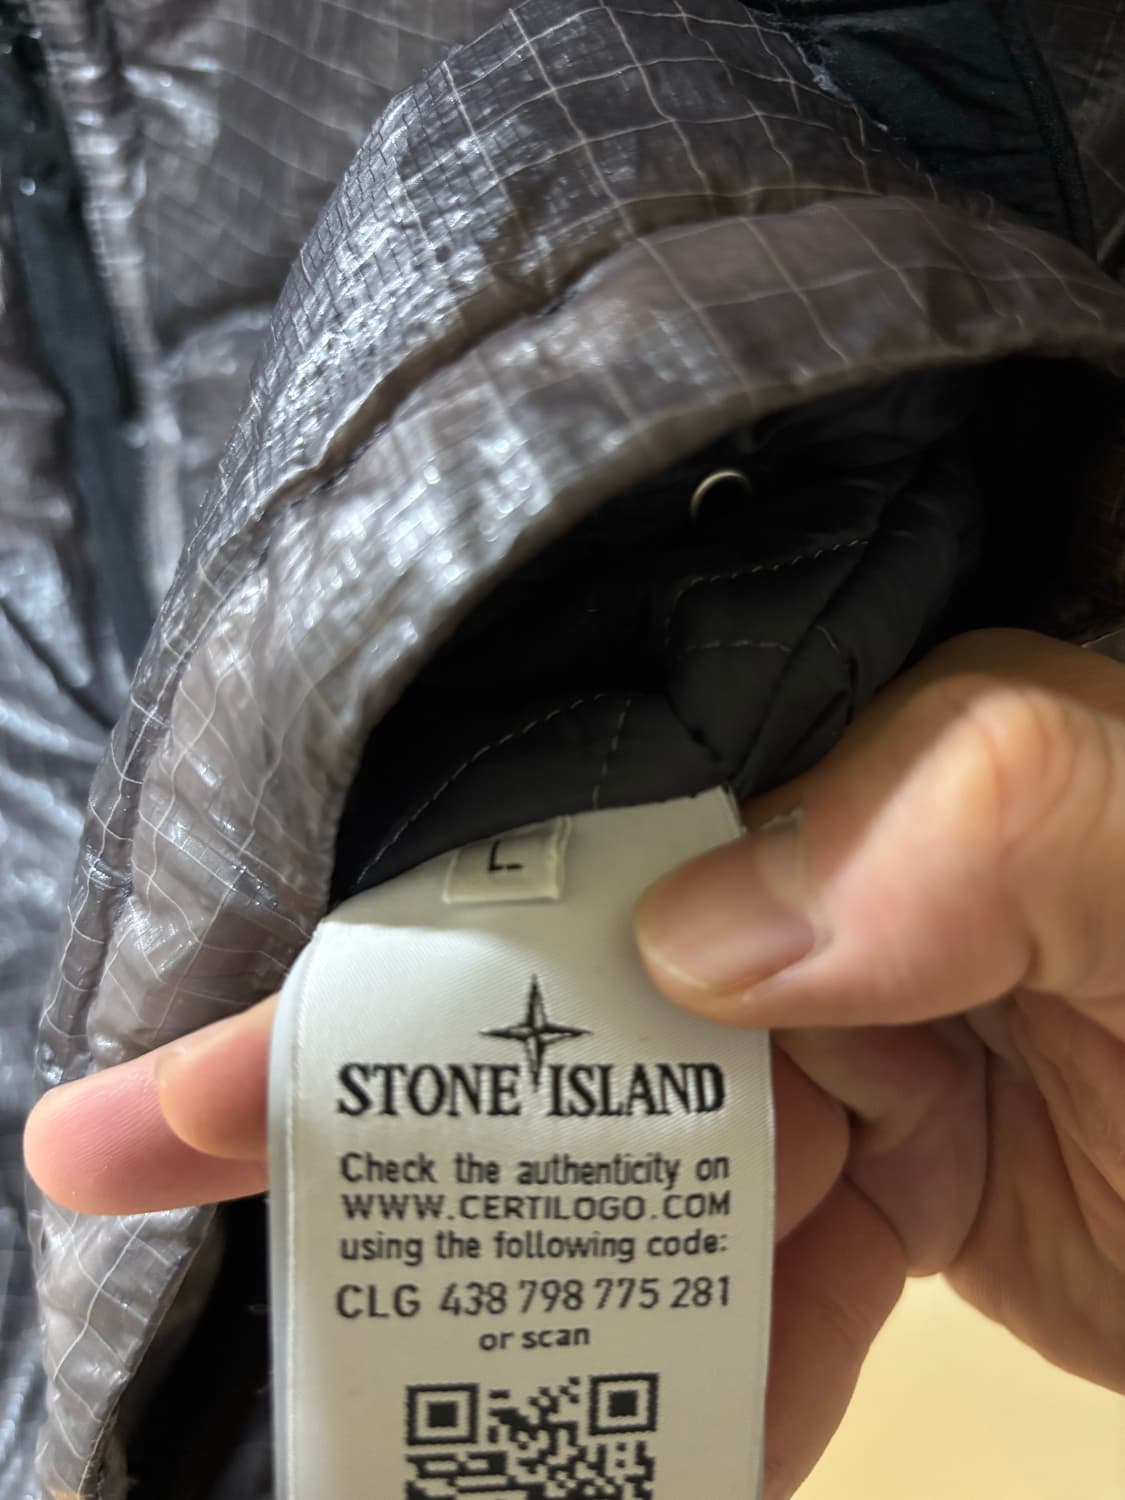 L
STONE ISLAND
Check the authenticity on
WWW.CERTILOGO.COM
using the following code:
CLG 438 798 775 281
or scan